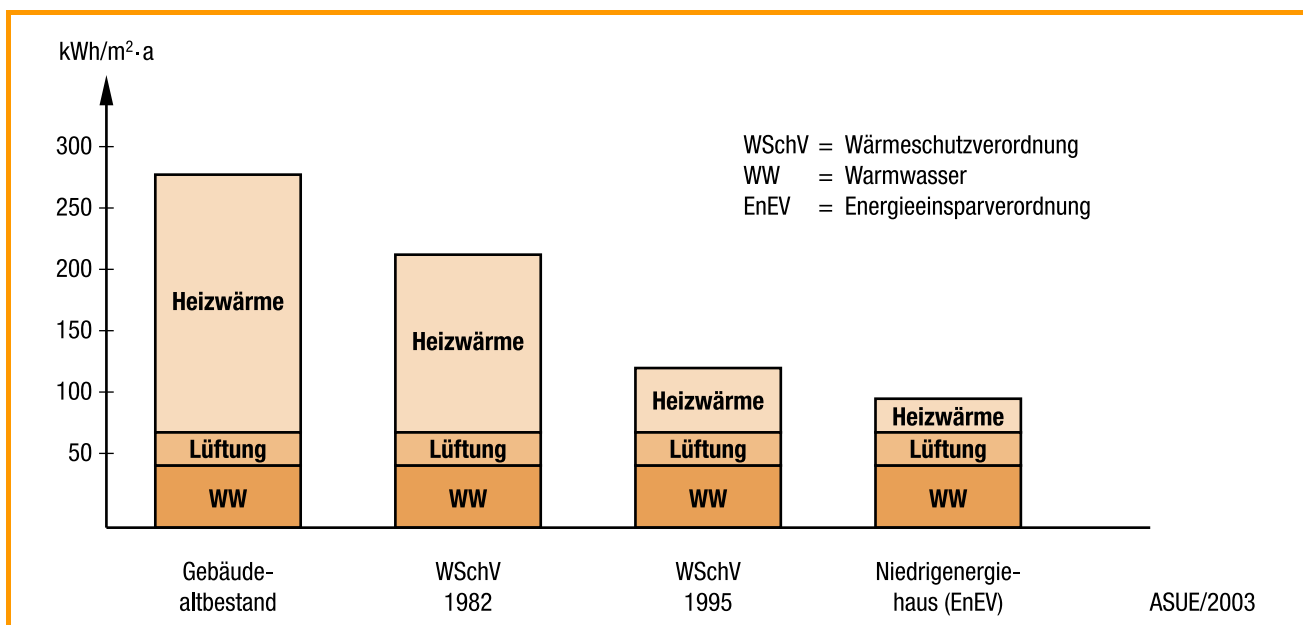 kWh/m²·a
300
250
200
150
100
50
WSchV = Wärmeschutzverordnung
WW = Warmwasser
EnEV = Energieeinsparverordnung
Heizwärme
Lüftung
WW
Heizwärme
Lüftung
WW
Heizwärme
Lüftung
WW
Heizwärme
Lüftung
WW
Gebäude-
altbestand
WSchV
1982
WSchV
1995
Niedrigenergie-
haus (EnEV)
ASUE/2003